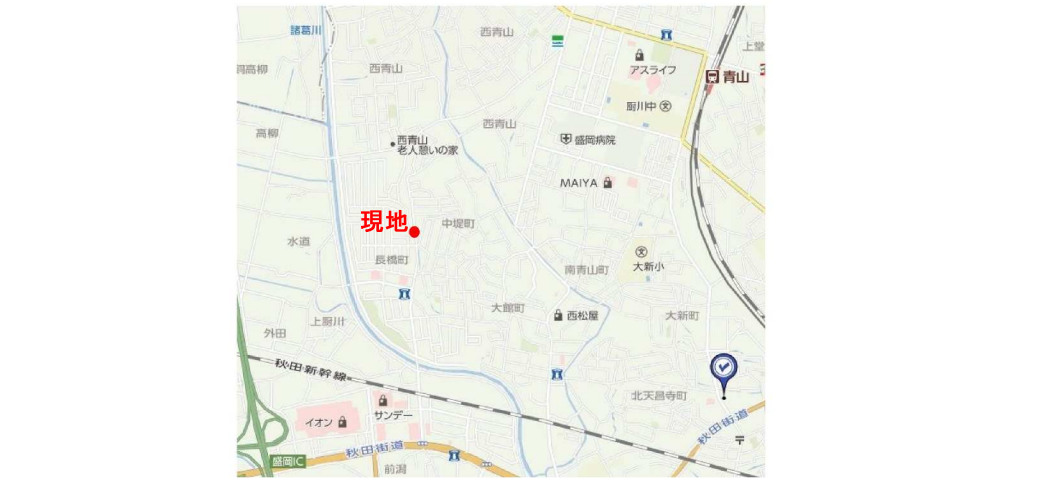 諸葛川
西青山
上堂
アスライフ
青山
高柳
西青山
厨川中
西青山
高柳
西青山
老人憩いの家
盛岡病院
MAIYA
現地
中堤町
水道
長橋町
大新小
南青山町
大館町
西松屋
大新町
上厨川
外田
秋田新幹線
北天昌寺町
サンデー
イオン
秋田街道
秋田街道
盛岡IC
前潟